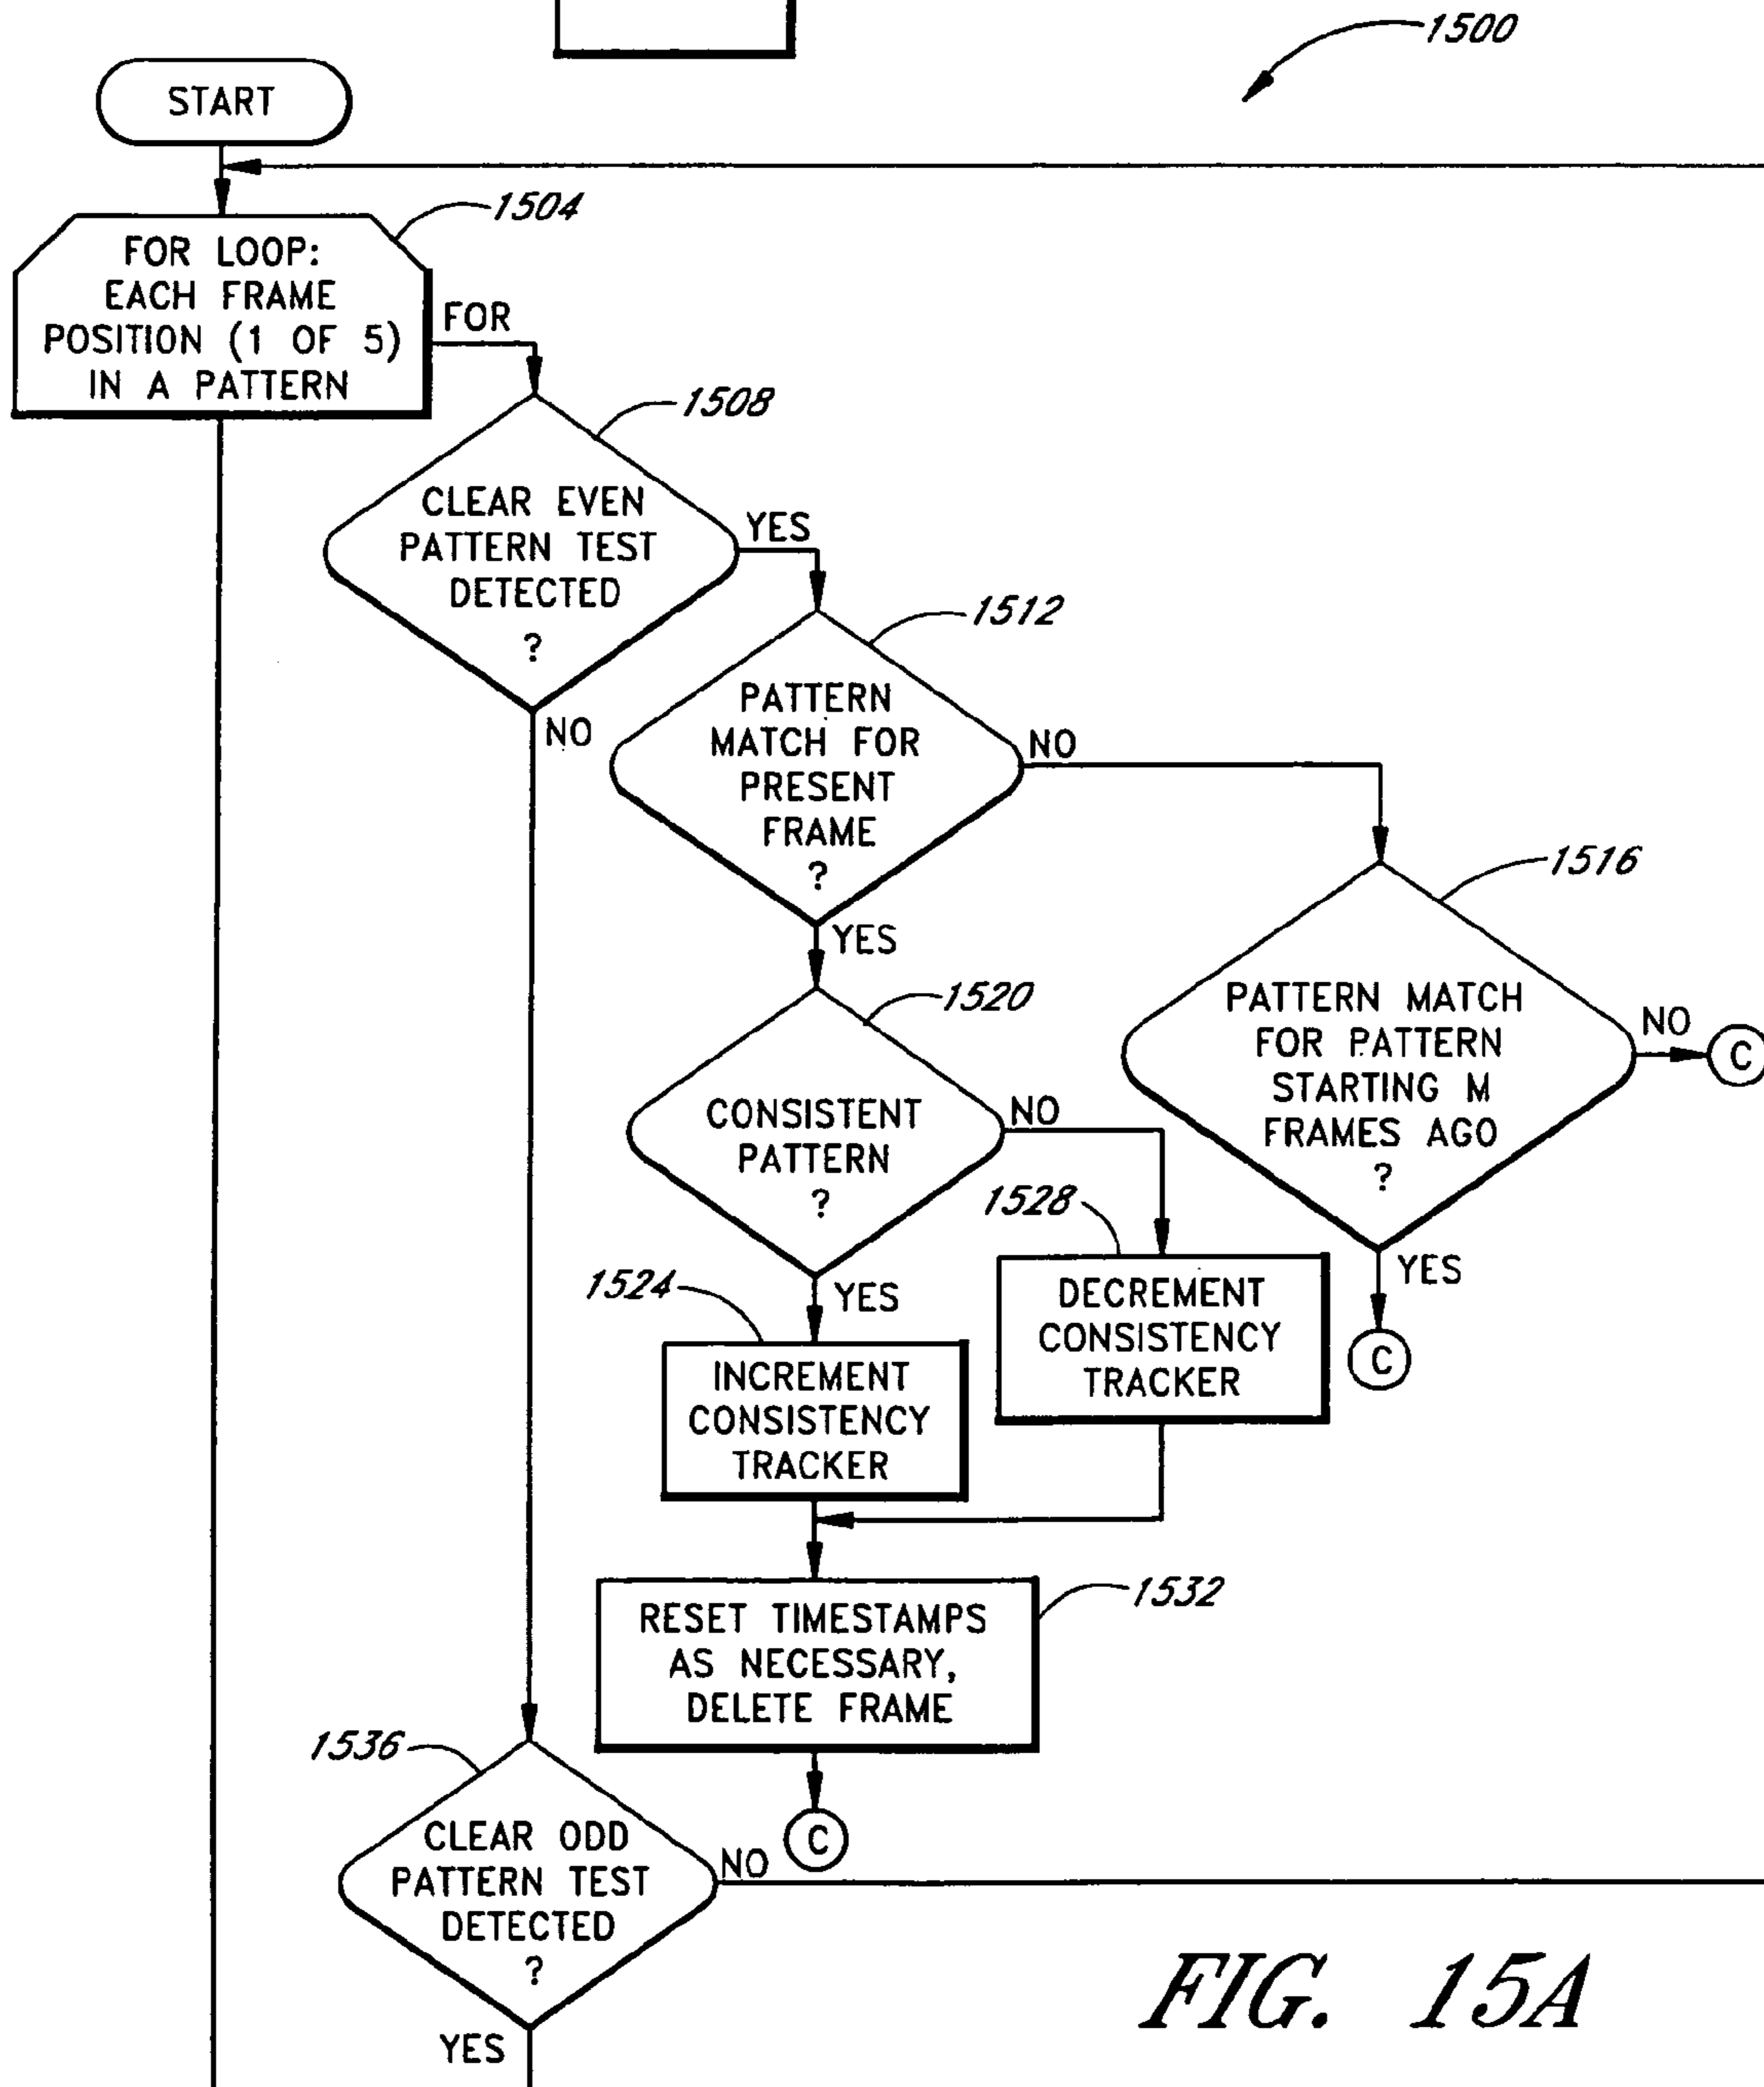 1500
START
1504
FOR LOOP:
EACH FRAME
POSITION (1 OF 5)
IN A PATTERN
FOR
1508
CLEAR EVEN
PATTERN TEST
DETECTED
?
YES
NO
1512
PATTERN
MATCH FOR
PRESENT
FRAME
?
NO
YES
1516
PATTERN MATCH
FOR PATTERN
STARTING M
FRAMES AGO
?
NO
C
YES
C
1520
CONSISTENT
PATTERN
?
NO
YES
1528
DECREMENT
CONSISTENCY
TRACKER
1524
INCREMENT
CONSISTENCY
TRACKER
1532
RESET TIMESTAMPS
AS NECESSARY,
DELETE FRAME
C
1536
CLEAR ODD
PATTERN TEST
DETECTED
?
NO
YES
FIG. 15A